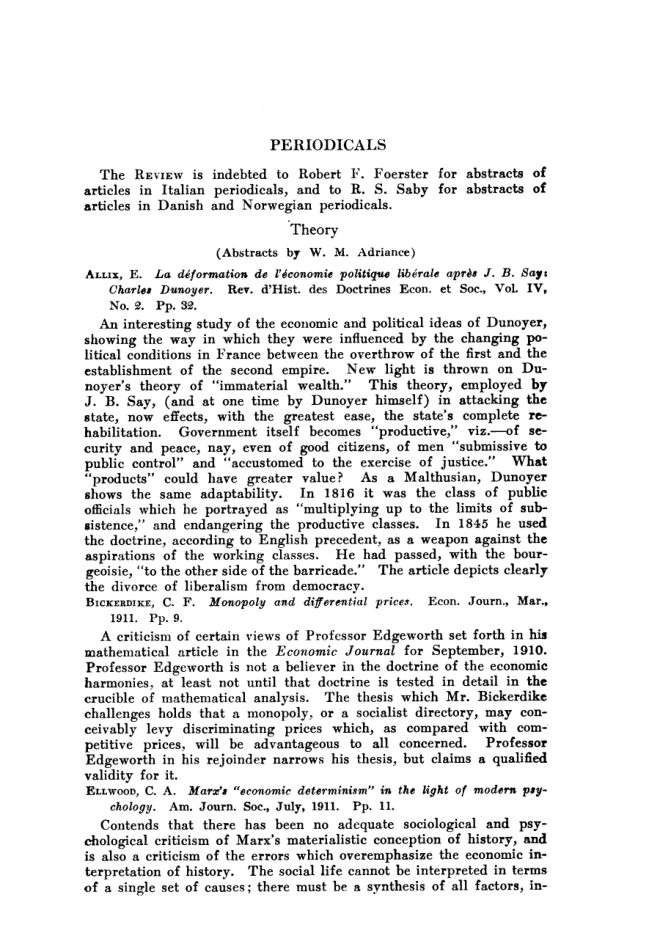 PERIODICALS
The REVIEW is indebted to Robert F. Foerster for abstracts of
articles in Italian periodicals, and to R. S. Saby for abstracts of
articles in Danish and Norwegian periodicals.
Theory
(Abstracts by W. M. Adriance)
ALLIX, E. La déformation de l'économie politique libérale après J. B. Say:
Charles Dunoyer. Rev. d'Hist. des Doctrines Econ. et Soc., Vol. IV,
No. 2. Pp. 32.
An interesting study of the economic and political ideas of Dunoyer,
showing the way in which they were influenced by the changing po-
litical conditions in France between the overthrow of the first and the
establishment of the second empire. New light is thrown on Du-
noyer's theory of "immaterial wealth." This theory, employed by
J. B. Say, (and at one time by Dunoyer himself) in attacking the
state, now effects, with the greatest ease, the state's complete re-
habilitation. Government itself becomes "productive," viz.—of se-
curity and peace, nay, even of good citizens, of men "submissive to
public control" and "accustomed to the exercise of justice." What
"products" could have greater value? As a Malthusian, Dunoyer
shows the same adaptability. In 1816 it was the class of public
officials which he portrayed as "multiplying up to the limits of sub-
sistence," and endangering the productive classes. In 1845 he used
the doctrine, according to English precedent, as a weapon against the
aspirations of the working classes. He had passed, with the bour-
geoisie, "to the other side of the barricade." The article depicts clearly
the divorce of liberalism from democracy.
BICKERDIKE, C. F. Monopoly and differential prices. Econ. Journ., Mar.,
1911. Pp. 9.
A criticism of certain views of Professor Edgeworth set forth in his
mathematical article in the Economic Journal for September, 1910.
Professor Edgeworth is not a believer in the doctrine of the economic
harmonies, at least not until that doctrine is tested in detail in the
crucible of mathematical analysis. The thesis which Mr. Bickerdike
challenges holds that a monopoly, or a socialist directory, may con-
ceivably levy discriminating prices which, as compared with com-
petitive prices, will be advantageous to all concerned. Professor
Edgeworth in his rejoinder narrows his thesis, but claims a qualified
validity for it.
ELLWOOD, C. A. Marx's "economic determinism" in the light of modern psy-
chology. Am. Journ. Soc., July, 1911. Pp. 11.
Contends that there has been no adequate sociological and psy-
chological criticism of Marx's materialistic conception of history, and
is also a criticism of the errors which overemphasize the economic in-
terpretation of history. The social life cannot be interpreted in terms
of a single set of causes; there must be a synthesis of all factors, in-